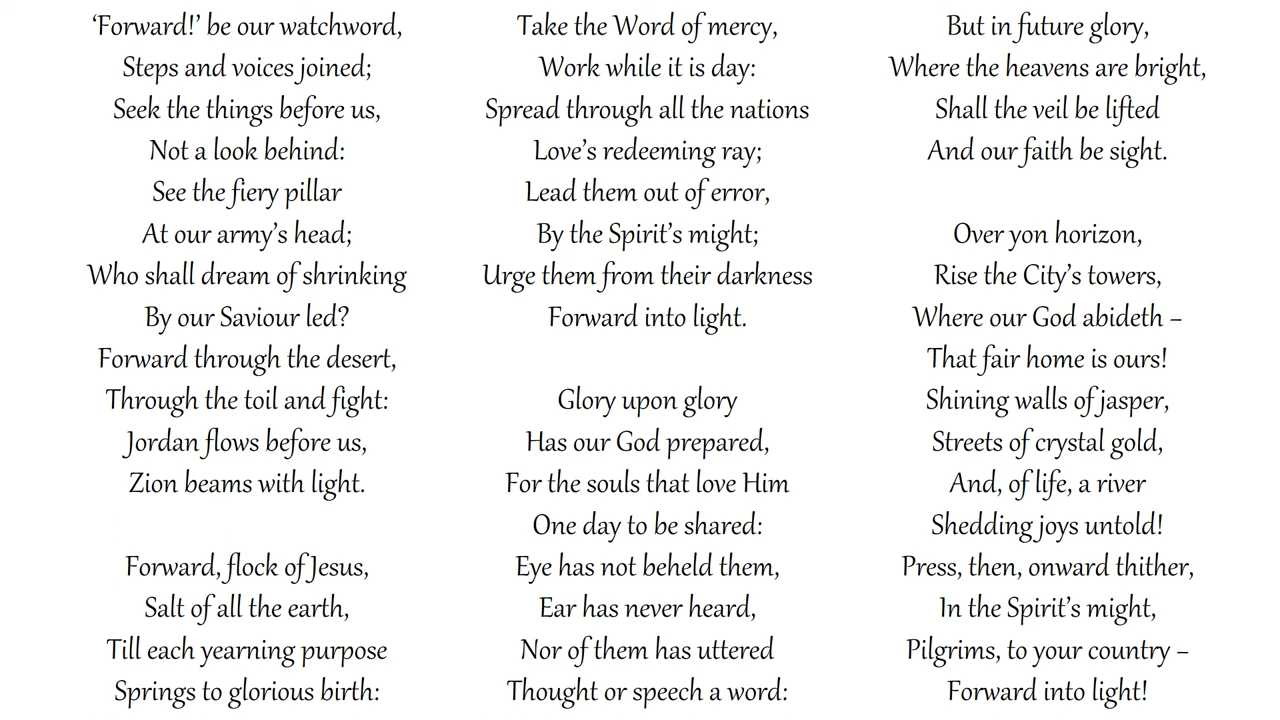 ‘Forward!’ be our watchword,
Steps and voices joined;
Seek the things before us,
Not a look behind:
See the fiery pillar
At our army’s head;
Who shall dream of shrinking
By our Saviour led?
Forward through the desert,
Through the toil and fight:
Jordan flows before us,
Zion beams with light.

Forward, flock of Jesus,
Salt of all the earth,
Till each yearning purpose
Springs to glorious birth:
Take the Word of mercy,
Work while it is day:
Spread through all the nations
Love’s redeeming ray;
Lead them out of error,
By the Spirit’s might;
Urge them from their darkness
Forward into light.

Glory upon glory
Has our God prepared,
For the souls that love Him
One day to be shared:
Eye has not beheld them,
Ear has never heard,
Nor of them has uttered
Thought or speech a word:
But in future glory,
Where the heavens are bright,
Shall the veil be lifted
And our faith be sight.

Over yon horizon,
Rise the City’s towers,
Where our God abideth –
That fair home is ours!
Shining walls of jasper,
Streets of crystal gold,
And, of life, a river
Shedding joys untold!
Press, then, onward thither,
In the Spirit’s might,
Pilgrims, to your country –
Forward into light!